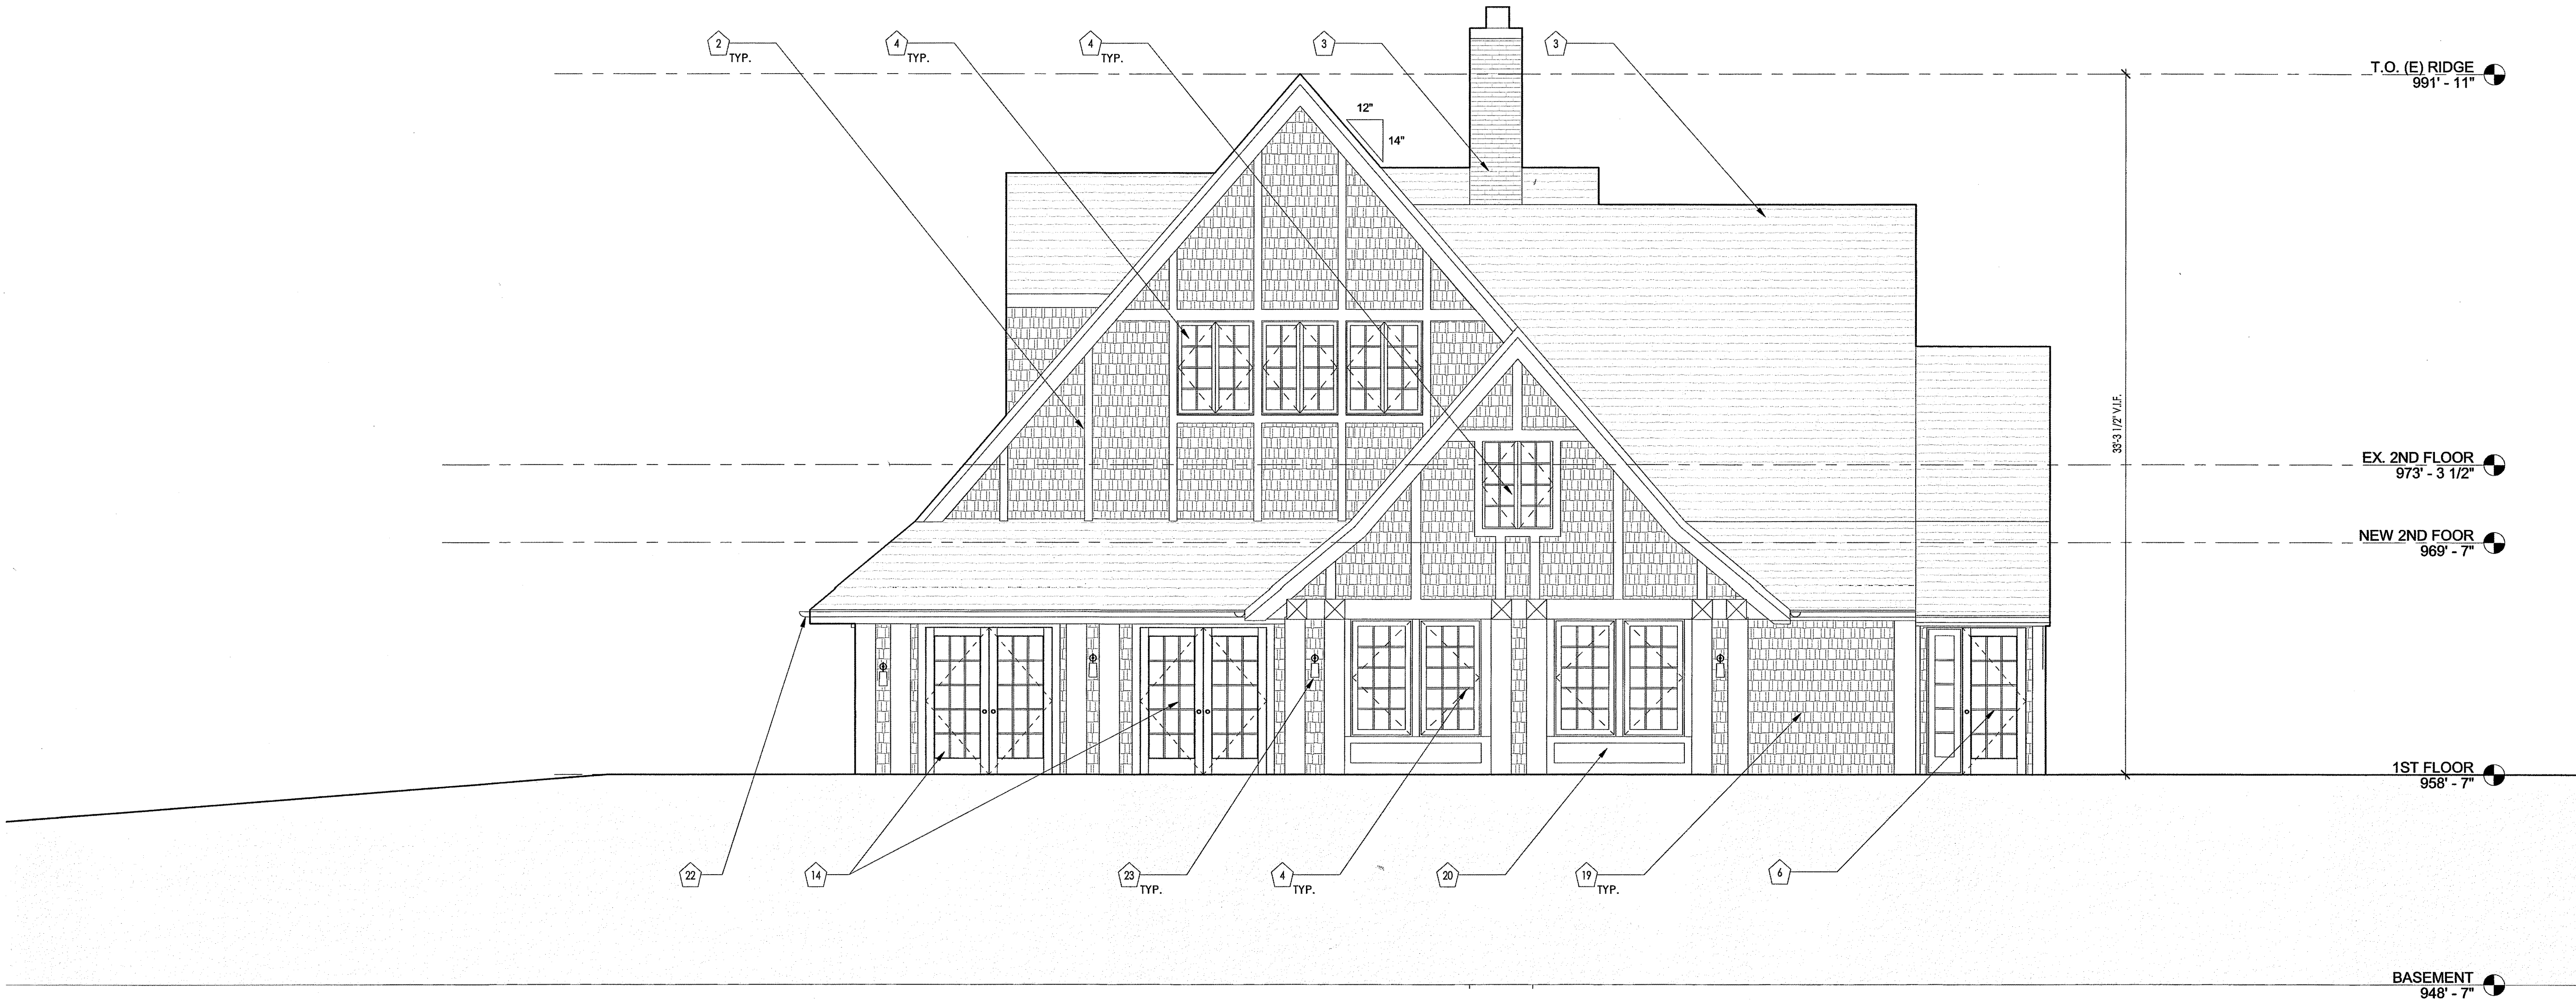 2
TYP.
4
TYP.
4
TYP.
3
3
T.O. (E) RIDGE
991' - 11"
12"
14"
33'-3 1/2" V.I.F.
EX. 2ND FLOOR
973' - 3 1/2"
NEW 2ND FOOR
969' - 7"
1ST FLOOR
958' - 7"
22
14
23
TYP.
4
TYP.
20
19
TYP.
6
BASEMENT
948' - 7"